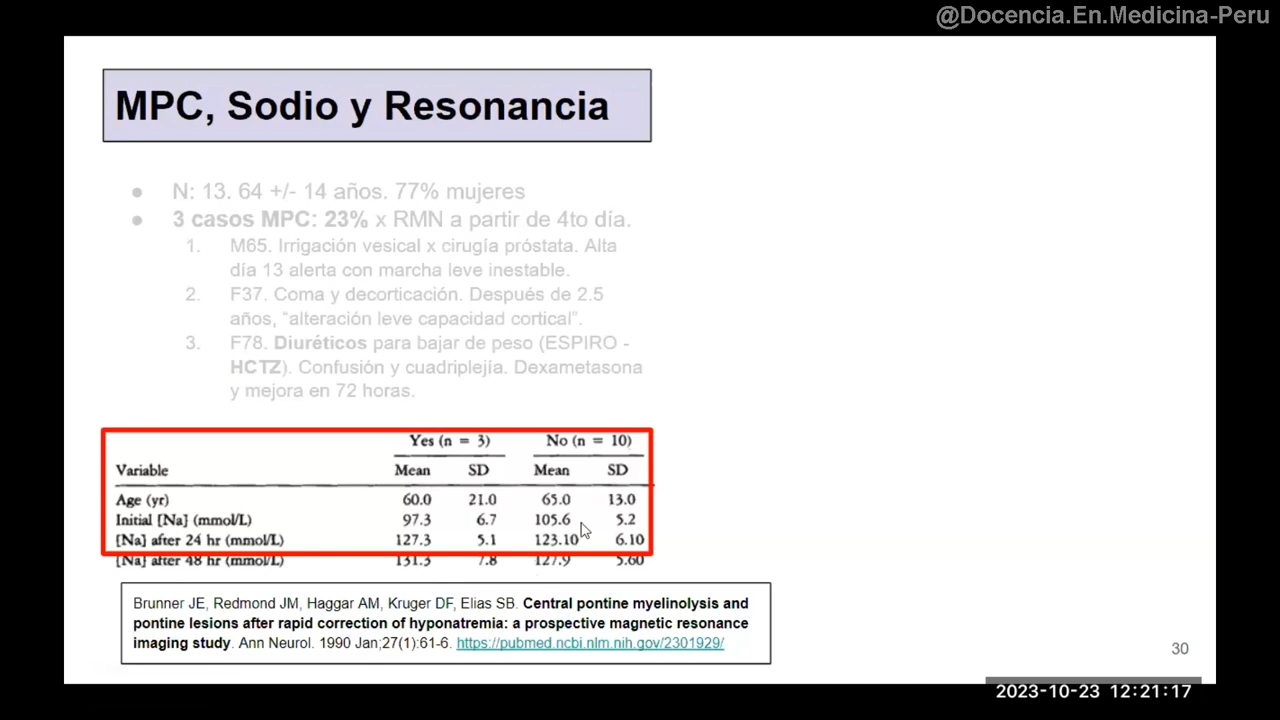 @Docencia.En.Medicina-Peru
MPC, Sodio y Resonancia
● N: 13. 64 +/- 14 años. 77% mujeres
● 3 casos MPC: 23% x RMN a partir de 4to día.
1. M65. Irrigación vesical x cirugía próstata. Alta
día 13 alerta con marcha leve inestable.
2. F37. Coma y decorticación. Después de 2.5
años, “alteración leve capacidad cortical”.
3. F78. Diuréticos para bajar de peso (ESPIRO -
HCTZ). Confusión y cuadriplejía. Dexametasona
y mejora en 72 horas.
Yes (n = 3) No (n = 10)
Variable Mean SD Mean SD
Age (yr) 60.0 21.0 65.0 13.0
Initial [Na] (mmol/L) 97.3 6.7 105.6 5.2
[Na] after 24 hr (mmol/L) 127.3 5.1 123.10 6.10
[Na] after 48 hr (mmol/L) 131.3 7.8 127.9 5.60
Brunner JE, Redmond JM, Haggar AM, Kruger DF, Elias SB. Central pontine myelinolysis and
pontine lesions after rapid correction of hyponatremia: a prospective magnetic resonance
imaging study. Ann Neurol. 1990 Jan;27(1):61-6. https://pubmed.ncbi.nlm.nih.gov/2301929/
30
2023-10-23 12:21:17